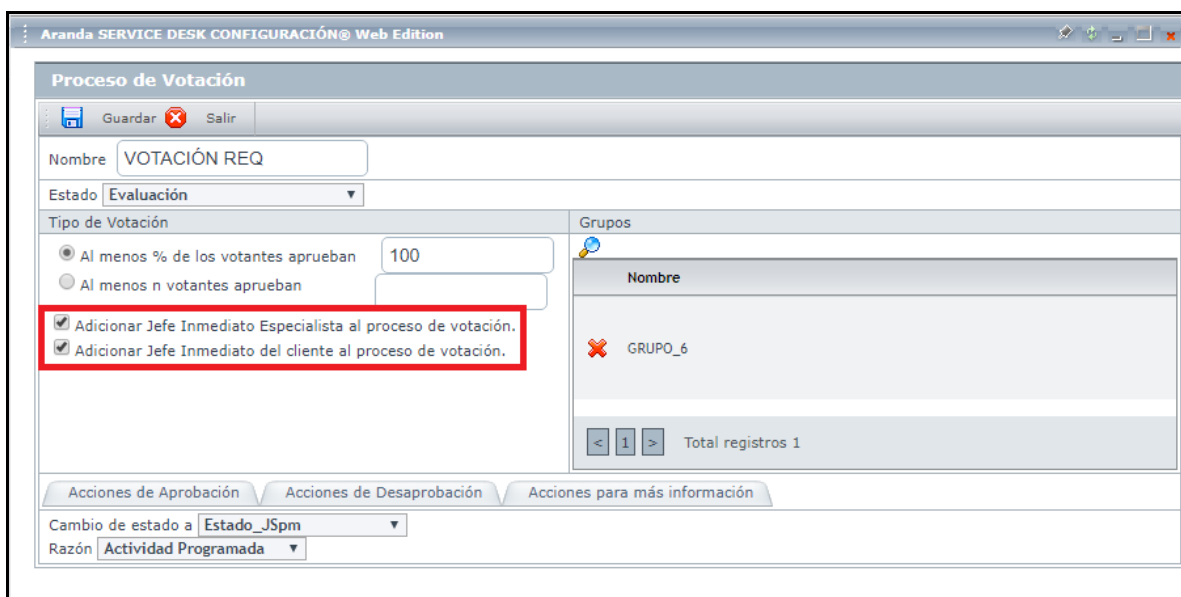 Aranda SERVICE DESK CONFIGURACIÓN® Web Edition
Proceso de Votación
Guardar Salir
Nombre VOTACIÓN REQ
Estado Evaluación
Tipo de Votación
Al menos % de los votantes aprueban 100
Al menos n votantes aprueban
Adicionar Jefe Inmediato Especialista al proceso de votación.
Adicionar Jefe Inmediato del cliente al proceso de votación.
Grupos
Nombre
GRUPO_6
< 1 > Total registros 1
Acciones de Aprobación Acciones de Desaprobación Acciones para más información
Cambio de estado a Estado_JSpm
Razón Actividad Programada